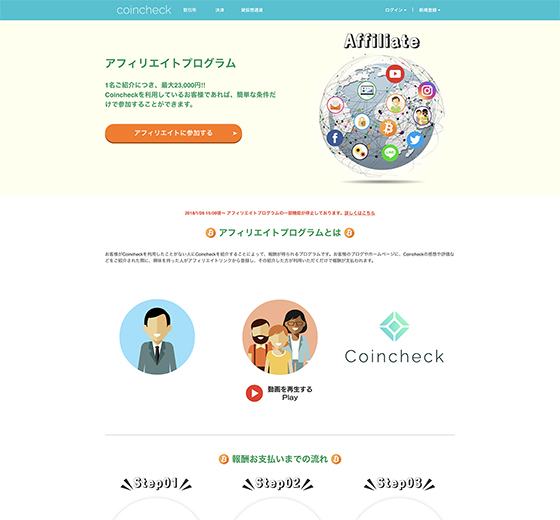 coincheck 取引所 決済 ログイン 新規登録
Affiliate
アフィリエイトプログラム
1名ご紹介につき、最大23,000円!!
Coincheckを利用しているお客様であれば、簡単な条件だ
けで参加することができます。
アフィリエイトに参加する
2018/1/26 15:00頃〜 アフィリエイトプログラムの一部機能が停止しております。詳しくはこちら
アフィリエイトプログラムとは
お客様がCoincheckを利用したことがない人にCoincheckを紹介することによって、報酬が得られるプログラムです。お客様のブログやホームページに、Coincheckの感想や評価な
どをご紹介された際に、興味を持った人がアフィリエイトリンクから登録し、その紹介した方が利用いただくだけで報酬が支払われます。
Coincheck
動画を再生する
Play
報酬お支払いまでの流れ
Step01 Step02 Step03